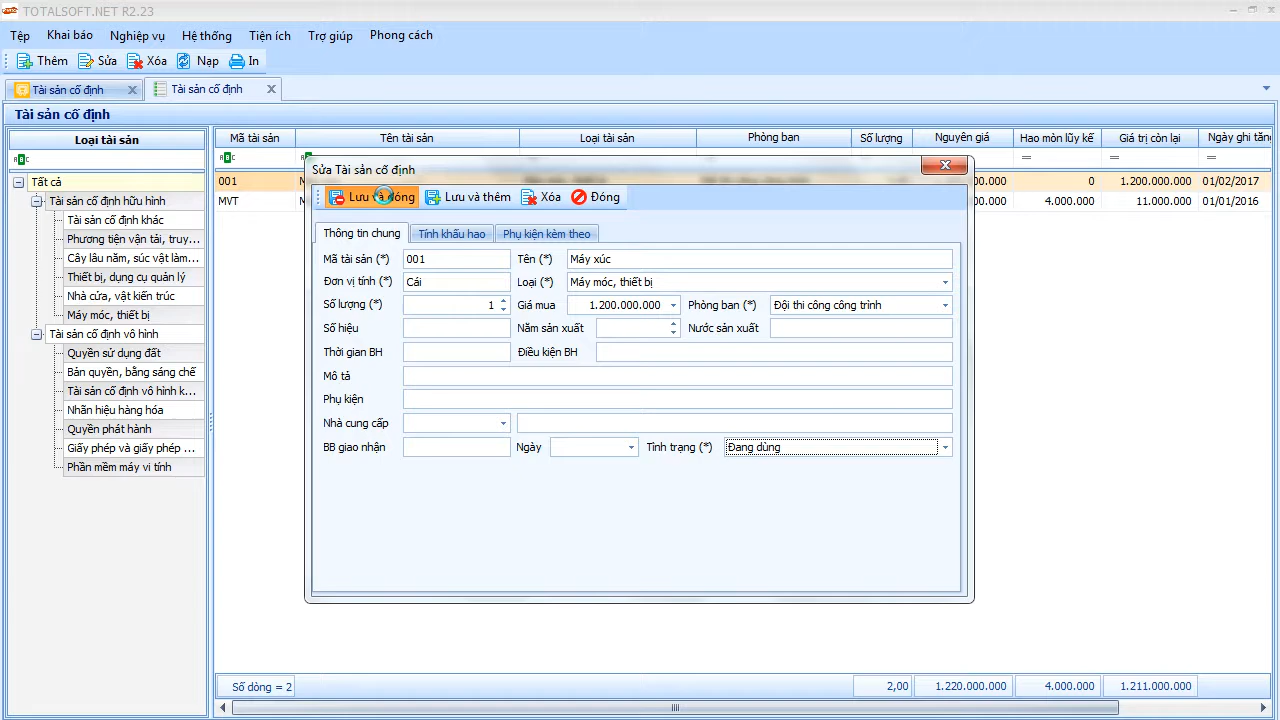 TOTALSOFT.NET R2.23
Tệp Khai báo Nghiệp vụ Hệ thống Tiện ích Trợ giúp Phong cách
Thêm Sửa Xóa Nạp In
Tài sản cố định Tài sản cố định
Tài sản cố định
Loại tài sản Mã tài sản Tên tài sản Loại tài sản Phòng ban Số lượng Nguyên giá Hao mòn lũy kế Giá trị còn lại Ngày ghi tăng
Tất cả
Tài sản cố định hữu hình
Tài sản cố định khác
Phương tiện vận tải, truy...
Cây lâu năm, súc vật làm...
Thiết bị, dụng cụ quản lý
Nhà cửa, vật kiến trúc
Máy móc, thiết bị
Tài sản cố định vô hình
Quyền sử dụng đất
Bản quyền, bằng sáng chế
Tài sản cố định vô hình k...
Nhãn hiệu hàng hóa
Quyền phát hành
Giấy phép và giấy phép ...
Phần mềm máy vi tính
001 0 1.200.000.000 01/02/2017
MVT 4.000.000 11.000.000 01/01/2016
Sửa Tài sản cố định
Lưu và đóng Lưu và thêm Xóa Đóng
Thông tin chung Tính khấu hao Phụ kiện kèm theo
Mã tài sản (*) 001 Tên (*) Máy xúc
Đơn vị tính (*) Cái Loại (*) Máy móc, thiết bị
Số lượng (*) 1 Giá mua 1.200.000.000 Phòng ban (*) Đội thi công công trình
Số hiệu Năm sản xuất Nước sản xuất
Thời gian BH Điều kiện BH
Mô tả
Phụ kiện
Nhà cung cấp
BB giao nhận Ngày Tình trạng (*) Đang dùng
Số dòng = 2 2,00 1.220.000.000 4.000.000 1.211.000.000